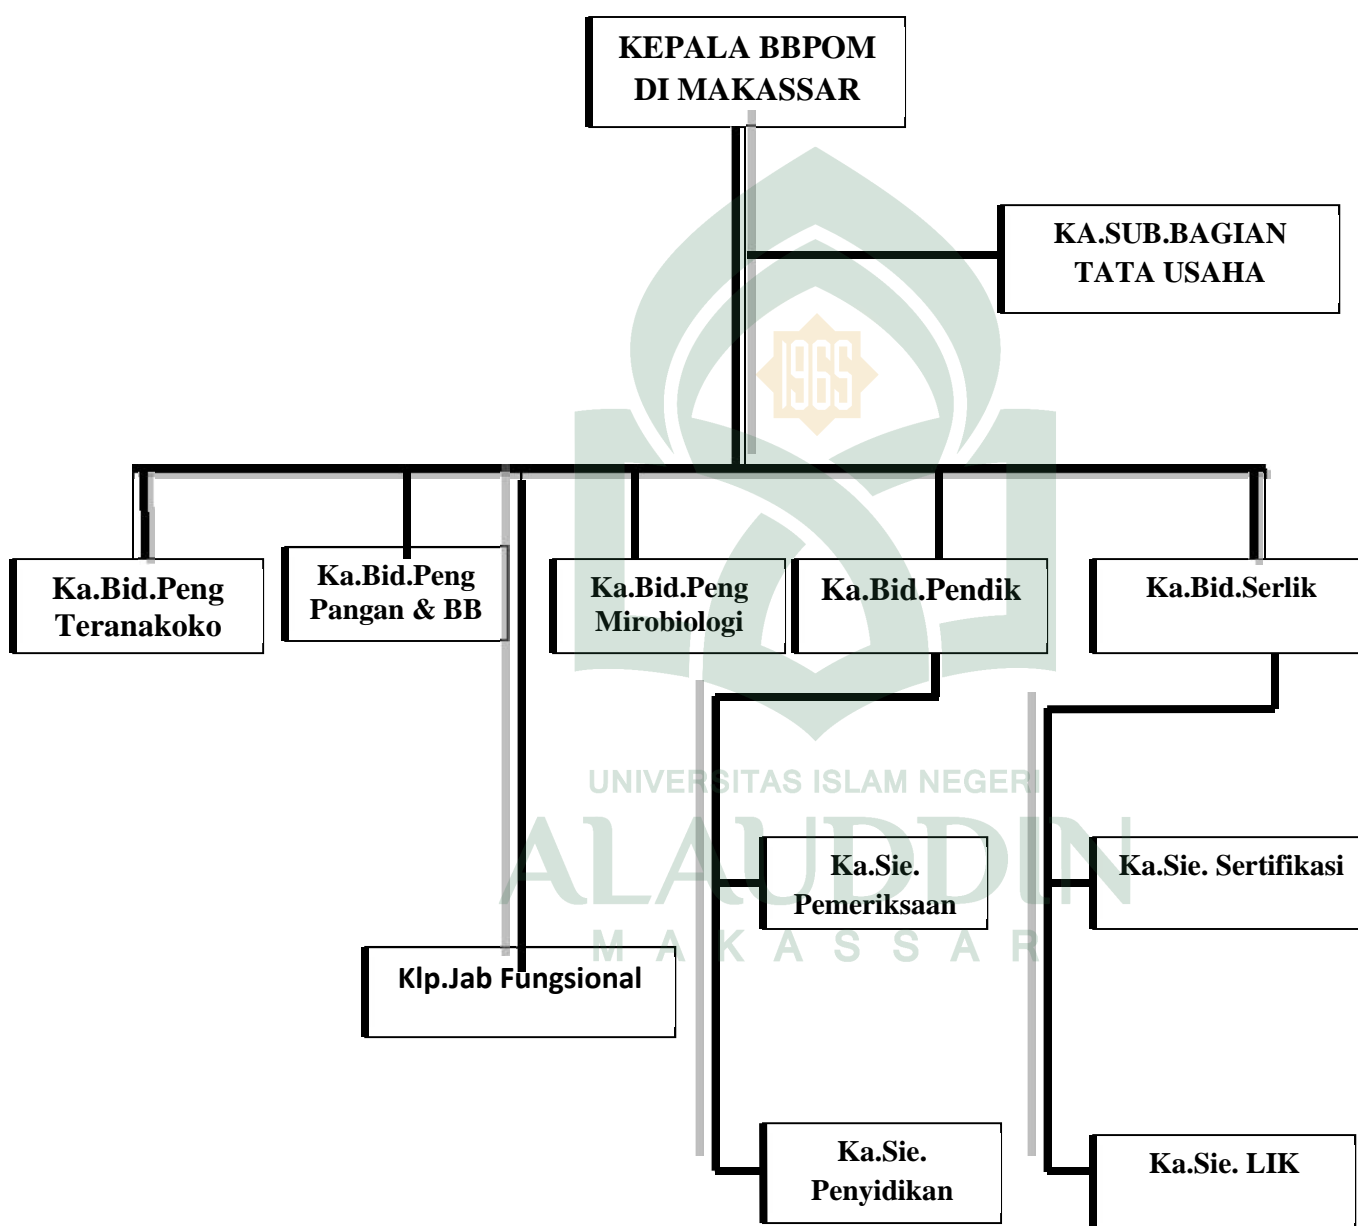 KEPALA BBPOM
DI MAKASSAR
KA.SUB.BAGIAN
TATA USAHA
1965
Ka.Bid.Peng
Teranakoko
Ka.Bid.Peng
Pangan & BB
Ka.Bid.Peng
Mirobiologi
Ka.Bid.Pendik
Ka.Bid.Serlik
UNIVERSITAS ISLAM NEGERI
ALAUDDIN
MAKASSAR
Ka.Sie.
Pemeriksaan
Ka.Sie. Sertifikasi
Klp.Jab Fungsional
Ka.Sie.
Penyidikan
Ka.Sie. LIK